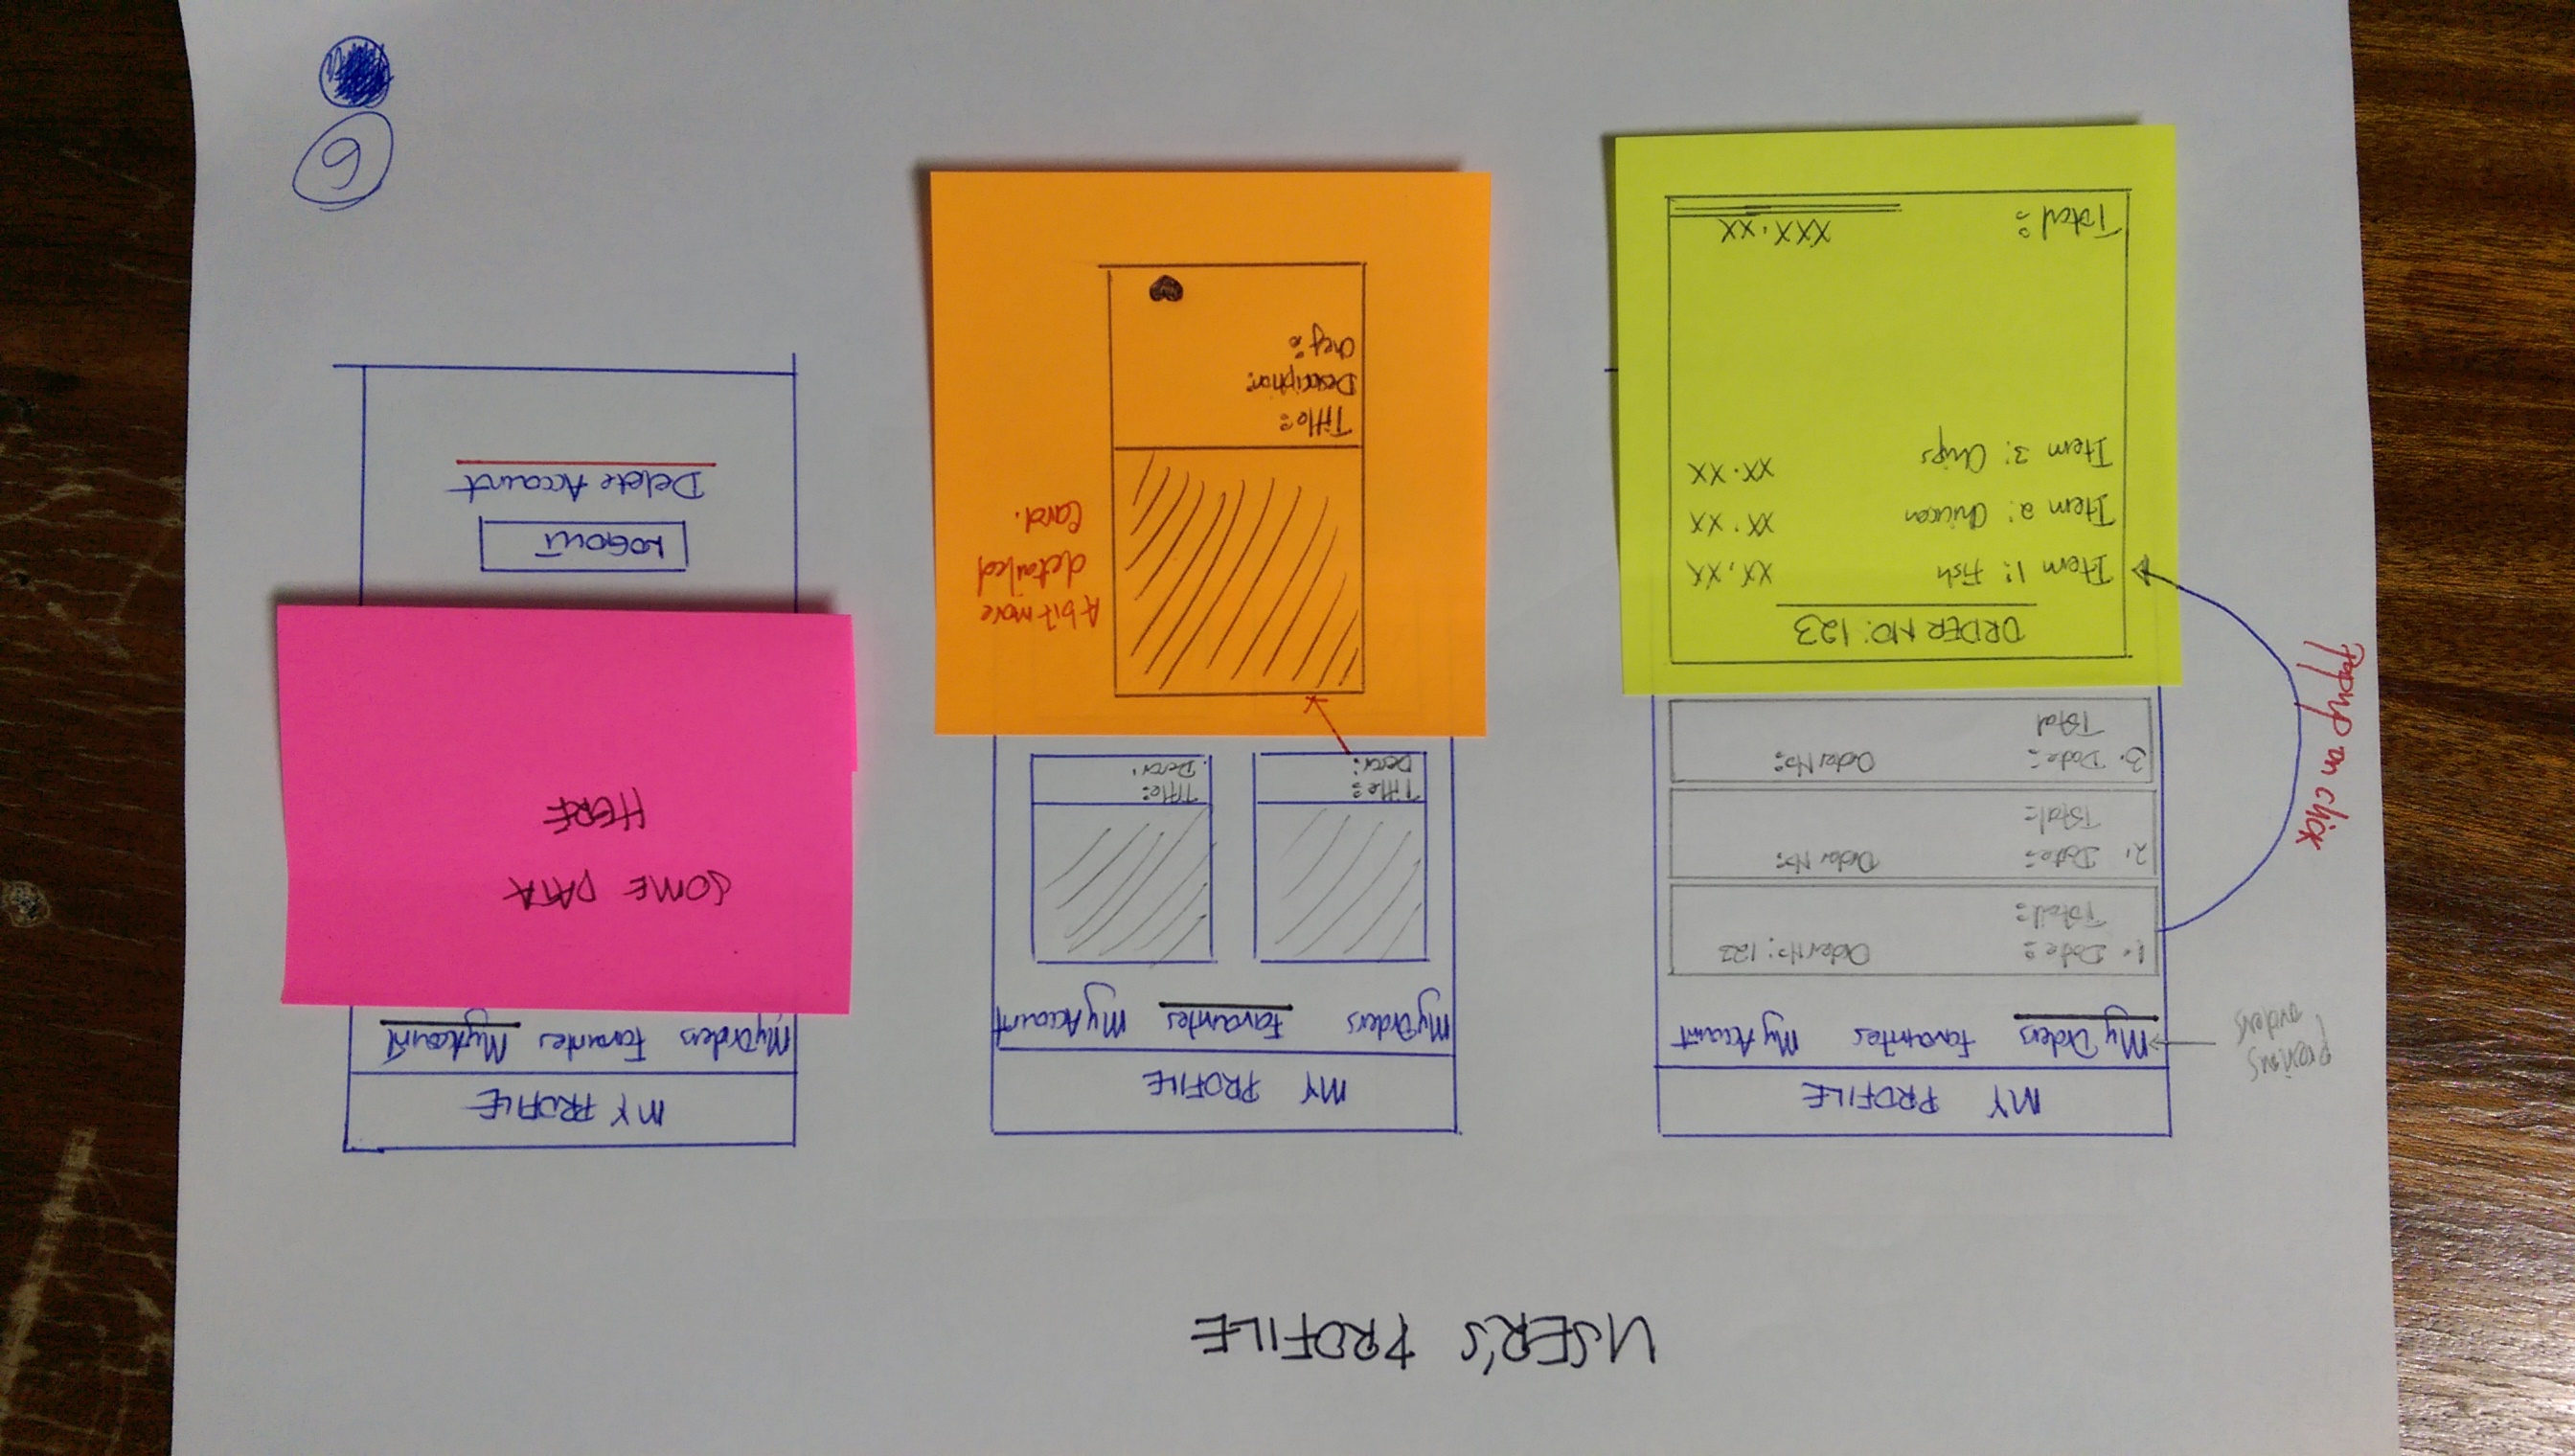 USER'S PROFILE
MY PROFILE
previous
orders
My Orders Favourites My Account
1. Date: Order No: 123
Total:
2. Date: Order No:
Total:
3. Date: Order No:
Total
Popup on click
ORDER NO: 123
Item 1: Fish XX.XX
Item 2: Chicken XX.XX
Item 3: Chips XX.XX
Total: XXX.XX
MY PROFILE
My Orders Favourites My Account
Title: Title:
Descr: Descr:
A bit more
detailed
Card.
Title:
Description:
Chef:
MY PROFILE
My Orders Favourites My Account
SOME DATA
HERE
LOGOUT
Delete Account
6